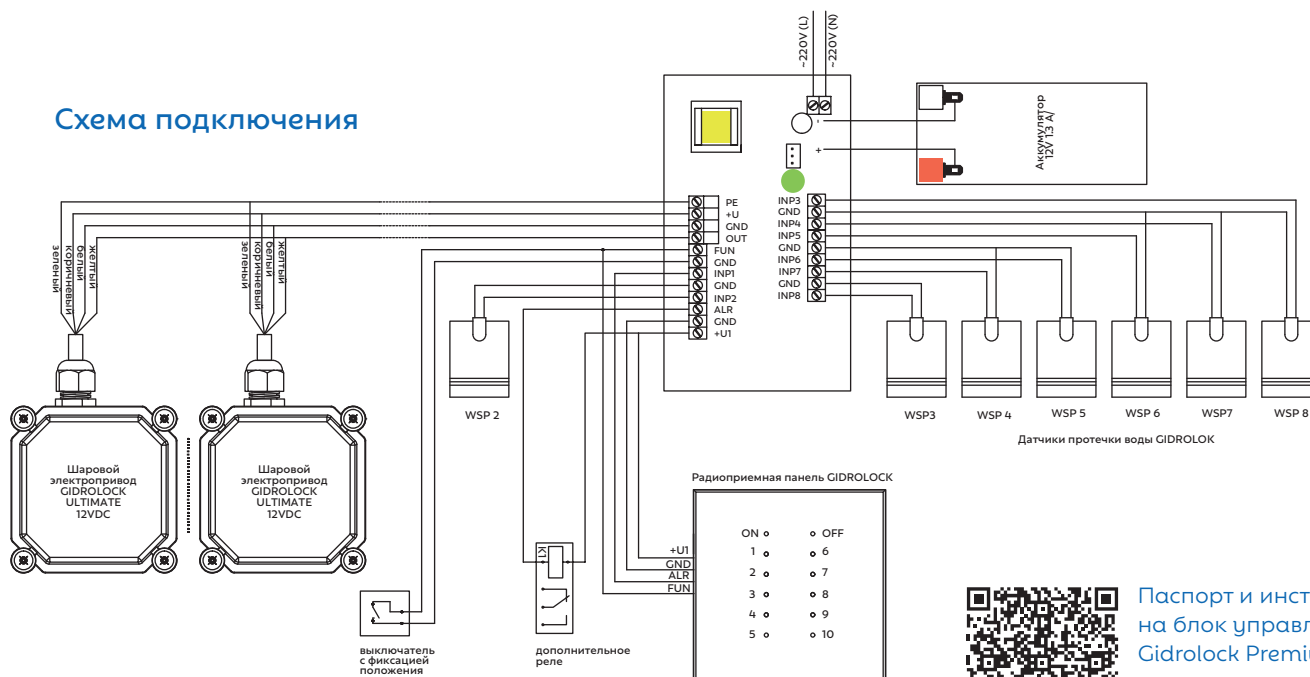 ~220V (L)
~220V (N)
Схема подключения
Аккумулятор
12V 1.3 А/
-
+
PE
+U
GND
OUT
FUN
GND
INP1
GND
INP2
ALR
GND
+U1
INP3
GND
INP4
INP5
GND
INP6
INP7
GND
INP8
зеленый
коричневый
белый
желтый
зеленый
коричневый
белый
желтый
WSP 2
WSP3
WSP 4
WSP 5
WSP 6
WSP7
WSP 8
Датчики протечки воды GIDROLOK
Шаровой
электропривод
GIDROLOCK
ULTIMATE
12VDC
Шаровой
электропривод
GIDROLOCK
ULTIMATE
12VDC
Радиоприемная панель GIDROLOCK
+U1
GND
ALR
FUN
ON OFF
1 6
2 7
3 8
4 9
5 10
K1
выключатель
с фиксацией
положения
дополнительное
реле
Паспорт и инст
на блок управл
Gidrolock Premi